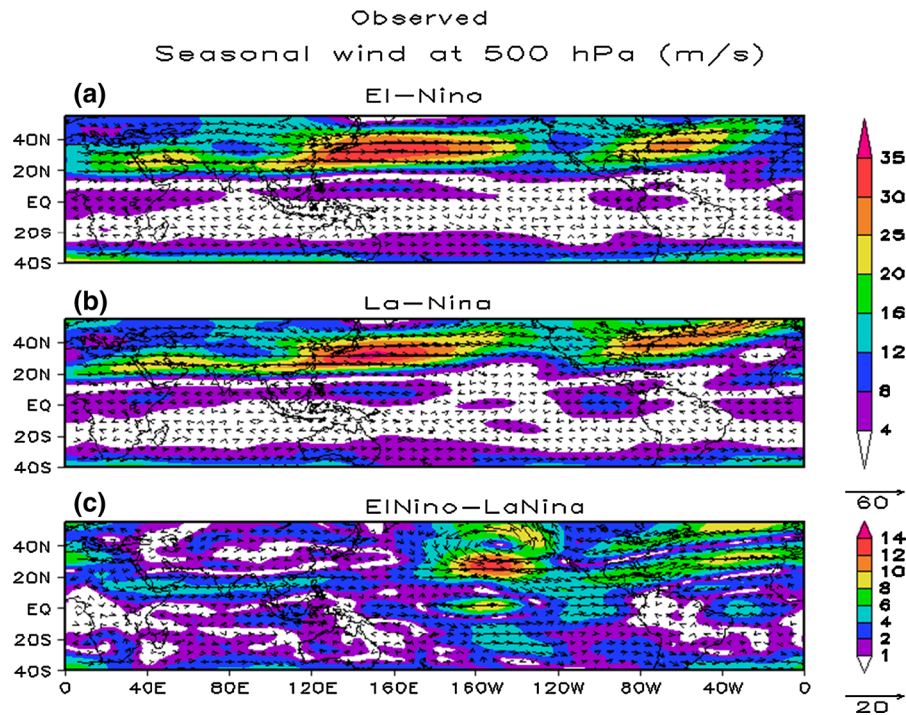 Observed
Seasonal wind at 500 hPa (m/s)
(a) El-Nino
40N
20N
EQ
20S
40S
(b) La-Nina
40N
20N
EQ
20S
40S
(c) ElNino-LaNina
40N
20N
EQ
20S
40S
0 40E 80E 120E 160E 160W 120W 80W 40W 0
35
30
25
20
16
12
8
4
60
14
12
10
8
6
4
2
1
20